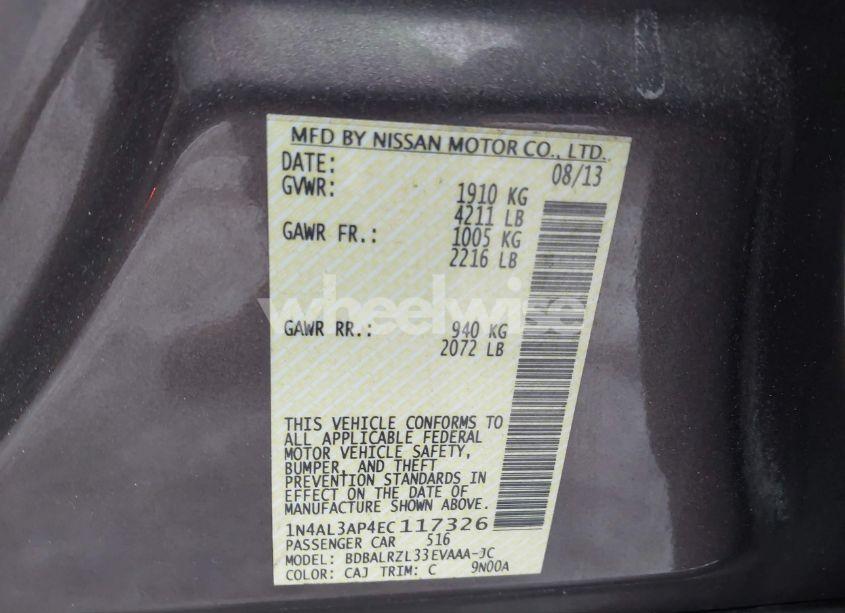 MFD BY NISSAN MOTOR CO., LTD.
DATE: 08/13
GVWR: 1910 KG
4211 LB
GAWR FR.: 1005 KG
2216 LB
wheelwise
GAWR RR.: 940 KG
2072 LB
THIS VEHICLE CONFORMS TO
ALL APPLICABLE FEDERAL
MOTOR VEHICLE SAFETY,
BUMPER, AND THEFT
PREVENTION STANDARDS IN
EFFECT ON THE DATE OF
MANUFACTURE SHOWN ABOVE.
1N4AL3AP4EC117326
PASSENGER CAR 516
MODEL: BDBALRZL33EVAAA-JC
COLOR: CAJ TRIM: C 9N00A